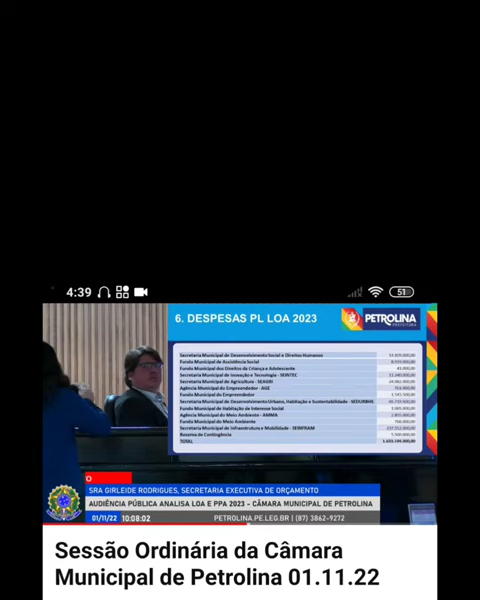 4:39
51
6. DESPESAS PL LOA 2023
PETROLINA
PREFEITURA
Secretaria Municipal de Desenvolvimento Social e Direitos Humanos
Fundo Municipal de Assistência Social
Fundo Municipal dos Direitos da Criança e Adolescente
Secretaria Municipal de Inovação e Tecnologia - SEINTEC
Secretaria Municipal de Agricultura - SEAGRI
Agência Municipal do Empreendedor - AGE
Fundo Municipal do Empreendedor
Secretaria Municipal de Desenvolvimento Urbano, Habitação e Sustentabilidade - SEDURBHS
Fundo Municipal de Habitação de Interesse Social
Agência Municipal do Meio Ambiente - AMMA
Fundo Municipal do Meio Ambiente
Secretaria Municipal de Infraestrutura e Mobilidade - SEINFRAM
Reserva de Contingência
TOTAL
SRA GIRLEIDE RODRIGUES, SECRETARIA EXECUTIVA DE ORÇAMENTO
AUDIÊNCIA PÚBLICA ANALISA LOA E PPA 2023 - CÂMARA MUNICIPAL DE PETROLINA
01/11/22 10:08:02 PETROLINA.PE.LEG.BR | (87) 3862-9272
Sessão Ordinária da Câmara
Municipal de Petrolina 01.11.22